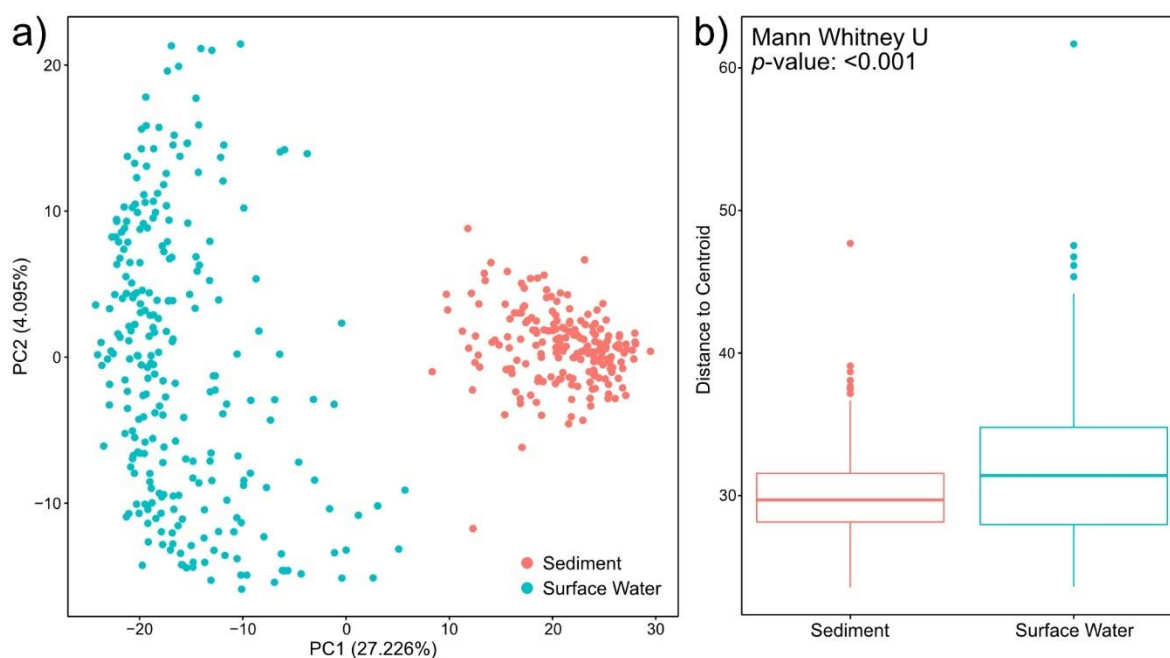 a)
20
10
0
−10
PC2 (4.095%)
−20
−10
0
10
20
30
PC1 (27.226%)
Sediment
Surface Water
b)
Mann Whitney U
p-value: <0.001
60
50
40
30
Distance to Centroid
Sediment
Surface Water